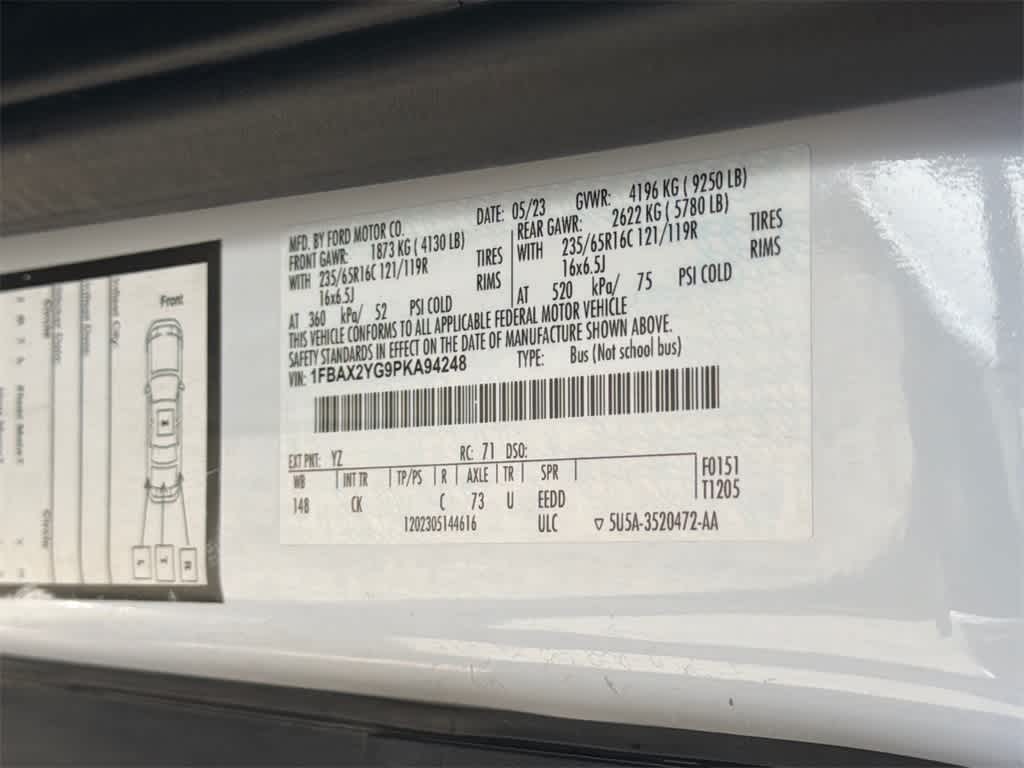 MFD. BY FORD MOTOR CO.
DATE: 05/23 GVWR: 4196 KG ( 9250 LB)
FRONT GAWR: 1873 KG ( 4130 LB)
WITH 235/65R16C 121/119R TIRES
16x6.5J RIMS
AT 360 kPa/ 52 PSI COLD
REAR GAWR: 2622 KG ( 5780 LB)
WITH 235/65R16C 121/119R TIRES
16x6.5J RIMS
AT 520 kPa/ 75 PSI COLD
THIS VEHICLE CONFORMS TO ALL APPLICABLE FEDERAL MOTOR VEHICLE
SAFETY STANDARDS IN EFFECT ON THE DATE OF MANUFACTURE SHOWN ABOVE.
VIN: 1FBAX2YG9PKA94248 TYPE: Bus (Not school bus)
EXT PNT: YZ RC: 71 DSO:
WB INT TR TP/PS R AXLE TR SPR
148 CK C 73 U EEDD
F0151
T1205
1202305144616 ULC ▽ 5U5A-3520472-AA
Front
L T R